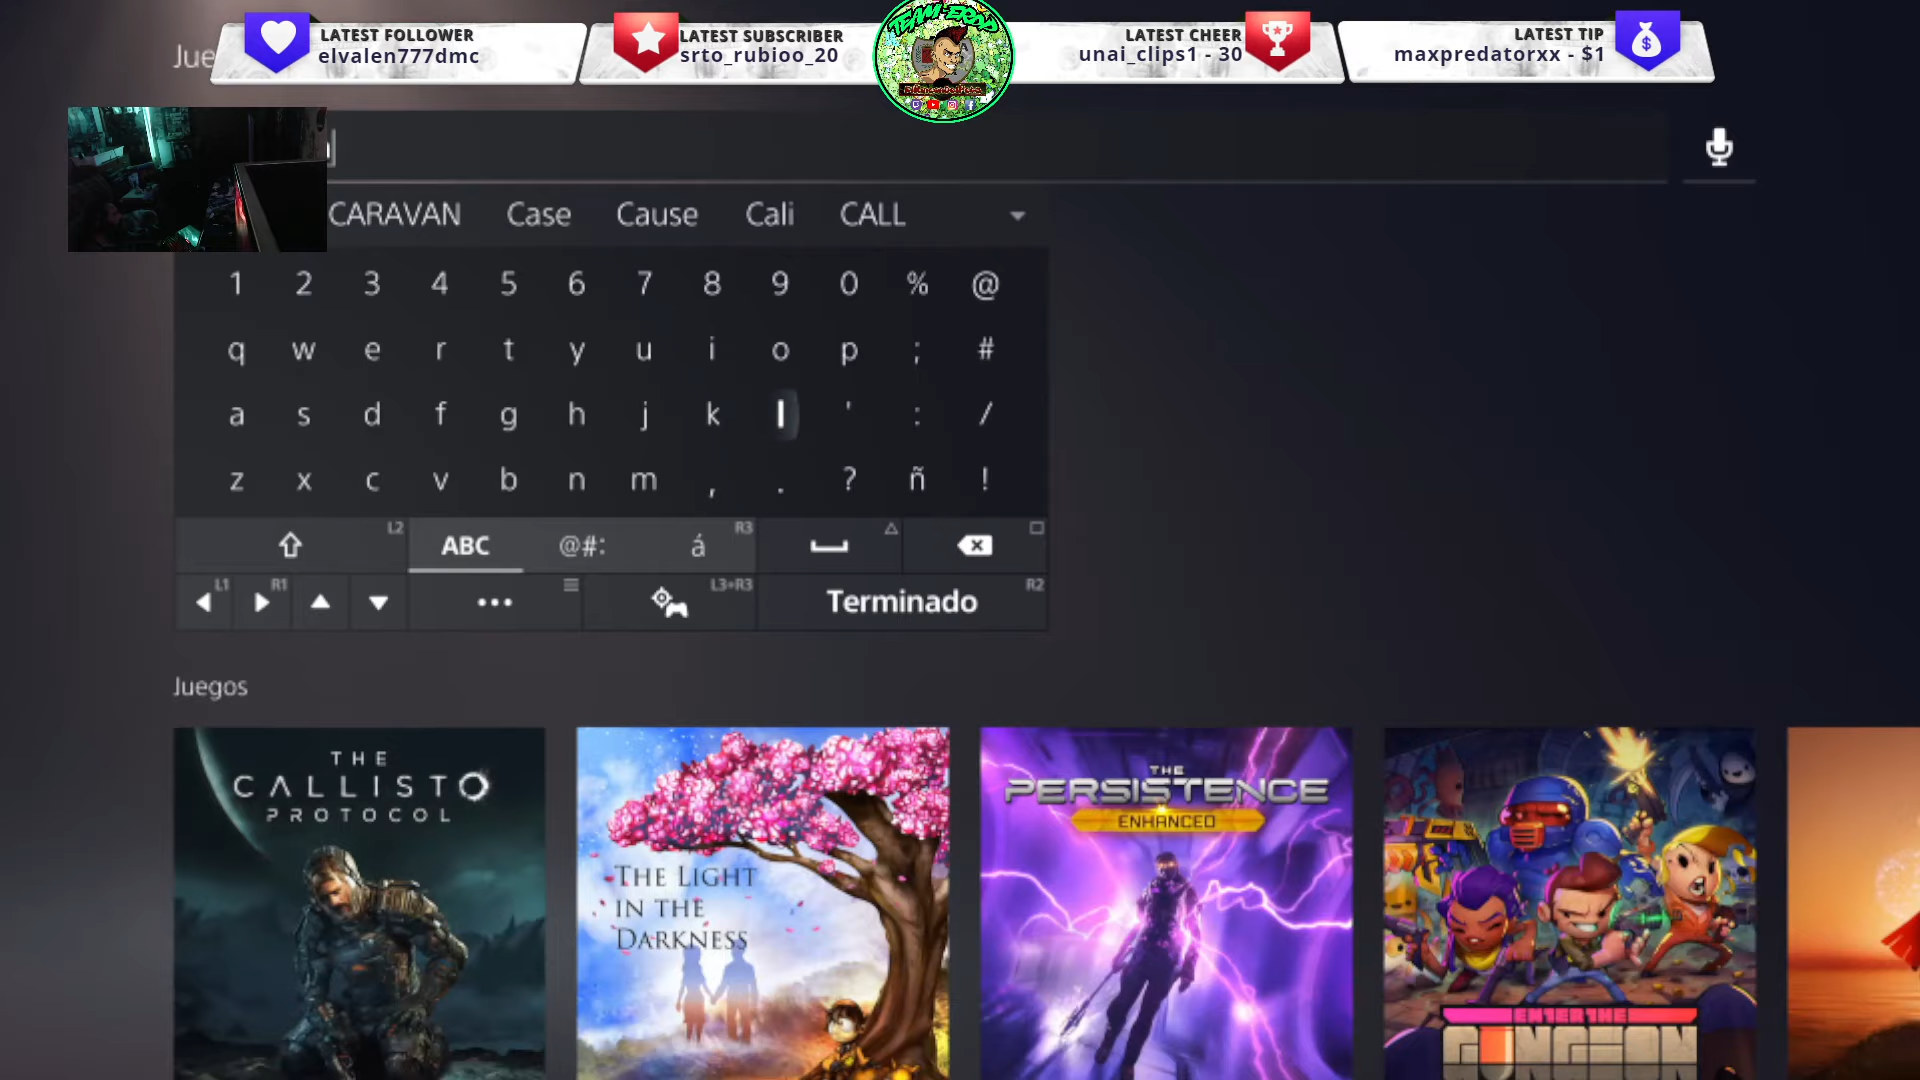 LATEST FOLLOWER
elvalen777dmc
LATEST SUBSCRIBER
srto_rubioo_20
TEAM-ERDP
LATEST CHEER
unai_clips1 - 30
LATEST TIP
maxpredatorxx - $1
Jue
CARAVAN Case Cause Cali CALL
1 2 3 4 5 6 7 8 9 0 % @
q w e r t y u i o p ; #
a s d f g h j k l ' : /
z x c v b n m , . ? ñ !
L2 ABC @#: á R3
L1 R1 ••• L3+R3 Terminado R2
Juegos
THE
CALLISTO
PROTOCOL
THE LIGHT
IN THE
DARKNESS
THE
PERSISTENCE
ENHANCED
ENTER THE
GUNGEON